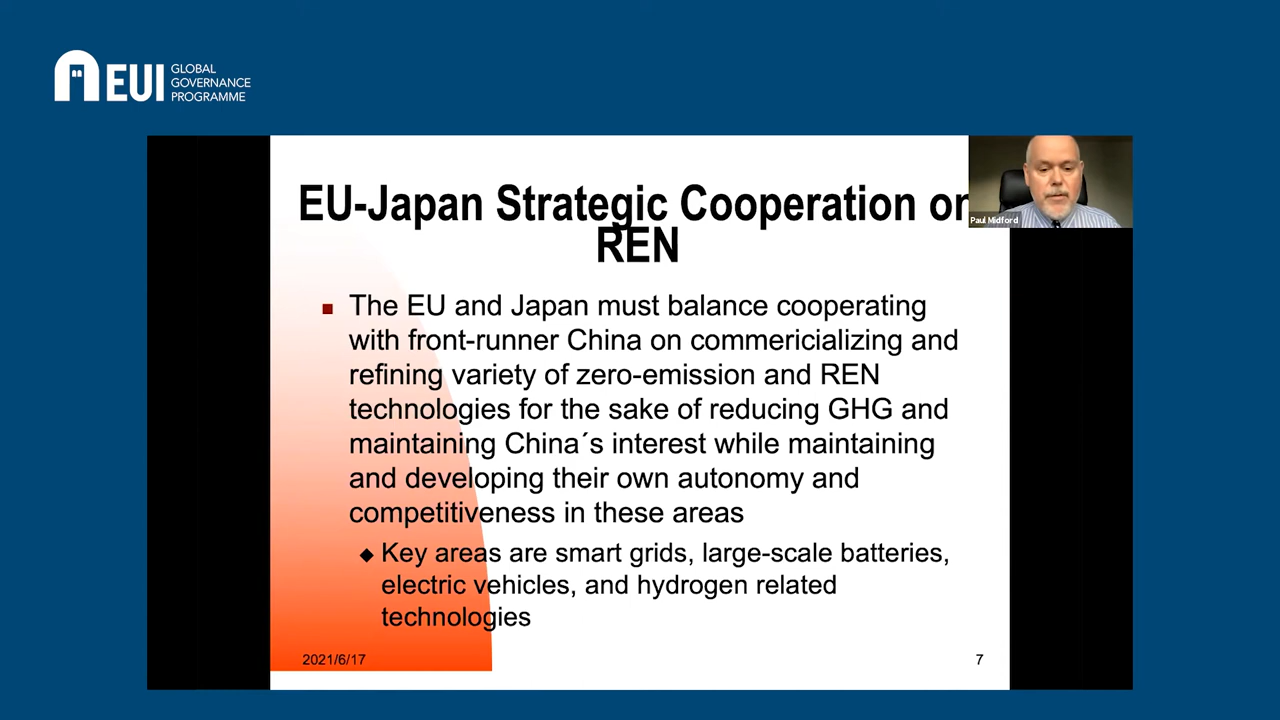 EUI
GLOBAL
GOVERNANCE
PROGRAMME
EU-Japan Strategic Cooperation on
REN
Paul Midford
The EU and Japan must balance cooperating
with front-runner China on commericializing and
refining variety of zero-emission and REN
technologies for the sake of reducing GHG and
maintaining China´s interest while maintaining
and developing their own autonomy and
competitiveness in these areas
Key areas are smart grids, large-scale batteries,
electric vehicles, and hydrogen related
technologies
2021/6/17
7